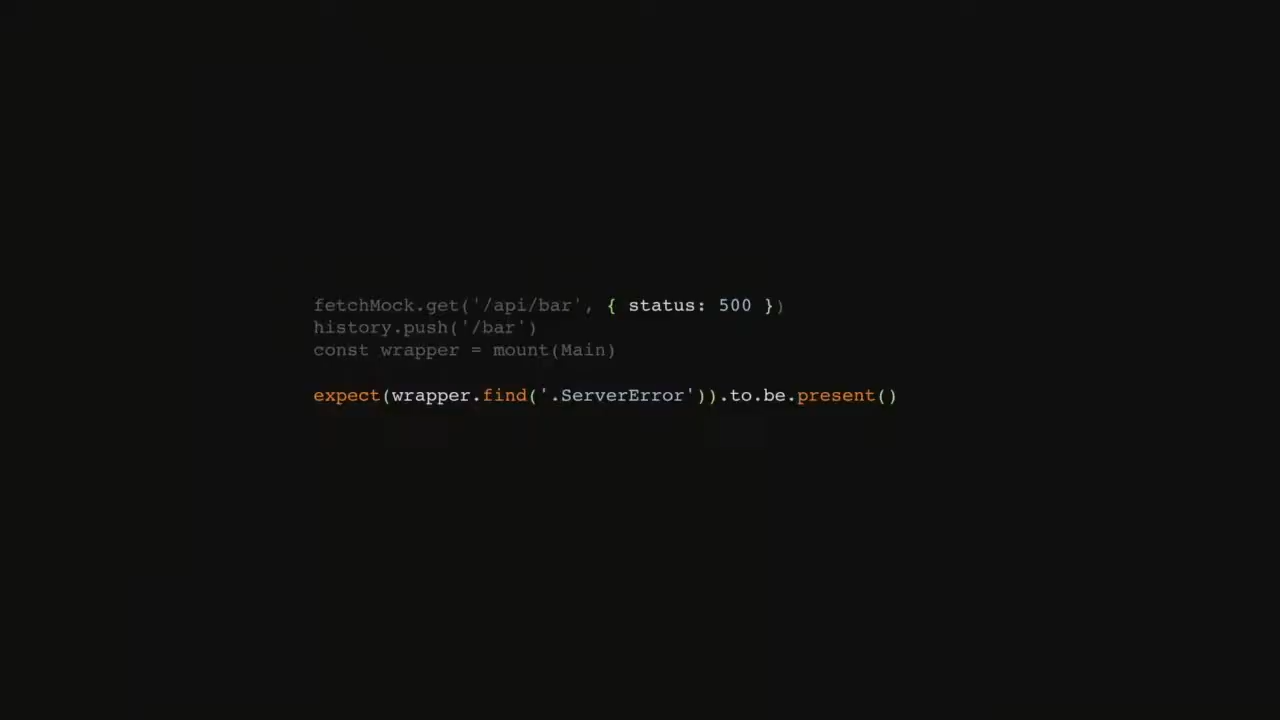 fetchMock.get('/api/bar', { status: 500 })
history.push('/bar')
const wrapper = mount(Main)
expect(wrapper.find('.ServerError')).to.be.present()